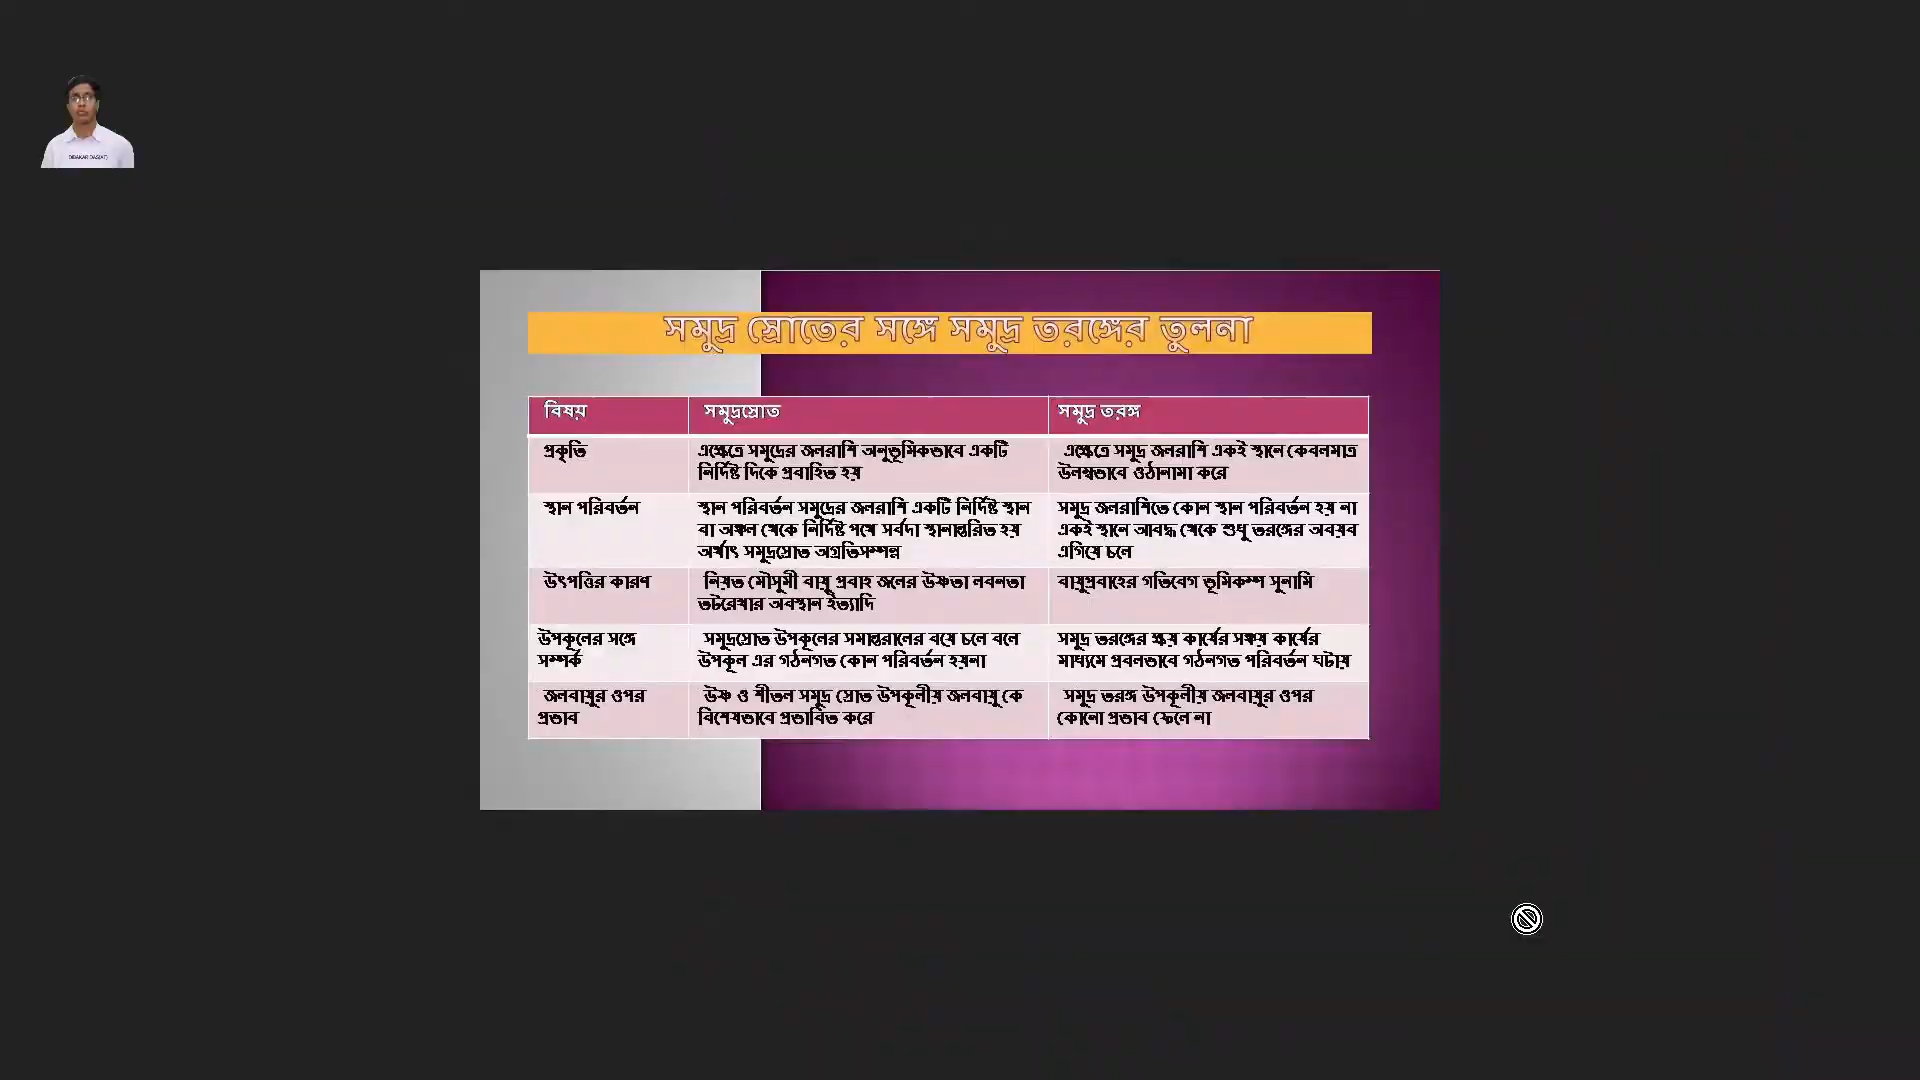 DIBAKAR DAS(AT)
সমুদ্র স্রোতের সঙ্গে সমুদ্র তরঙ্গের তুলনা
বিষয় সমুদ্রস্রোত সমুদ্র তরঙ্গ
প্রকৃতি
এক্ষেত্রে সমুদ্রের জলরাশি অনুভূমিকভাবে একটি
নির্দিষ্ট দিকে প্রবাহিত হয়
এক্ষেত্রে সমুদ্র জলরাশি একই স্থানে কেবলমাত্র
উলম্বভাবে ওঠানামা করে
স্থান পরিবর্তন
স্থান পরিবর্তন সমুদ্রের জলরাশি একটি নির্দিষ্ট স্থান
বা অঞ্চল থেকে নির্দিষ্ট পথে সর্বদা স্থানান্তরিত হয়
অর্থাৎ সমুদ্রস্রোত অগ্রতিসম্পন্ন
সমুদ্র জলরাশিতে কোন স্থান পরিবর্তন হয় না
একই স্থানে আবদ্ধ থেকে শুধু তরঙ্গের অবয়ব
এগিয়ে চলে
উৎপত্তির কারণ
নিয়ত মৌসুমী বায়ু প্রবাহ জলের উষ্ণতা লবনতা
তটরেখার অবস্থান ইত্যাদি
বায়ুপ্রবাহের গতিবেগ ভূমিকম্প সুনামি
উপকূলের সঙ্গে
সম্পর্ক
সমুদ্রস্রোত উপকূলের সমান্তরালের বয়ে চলে বলে
উপকূল এর গঠনগত কোন পরিবর্তন হয়না
সমুদ্র তরঙ্গের ক্ষয় কার্যের সঞ্চয় কার্যের
মাধ্যমে প্রবলভাবে গঠনগত পরিবর্তন ঘটায়
জলবায়ুর ওপর
প্রভাব
উষ্ণ ও শীতল সমুদ্র স্রোত উপকূলীয় জলবায়ু কে
বিশেষভাবে প্রভাবিত করে
সমুদ্র তরঙ্গ উপকূলীয় জলবায়ুর ওপর
কোনো প্রভাব ফেলে না